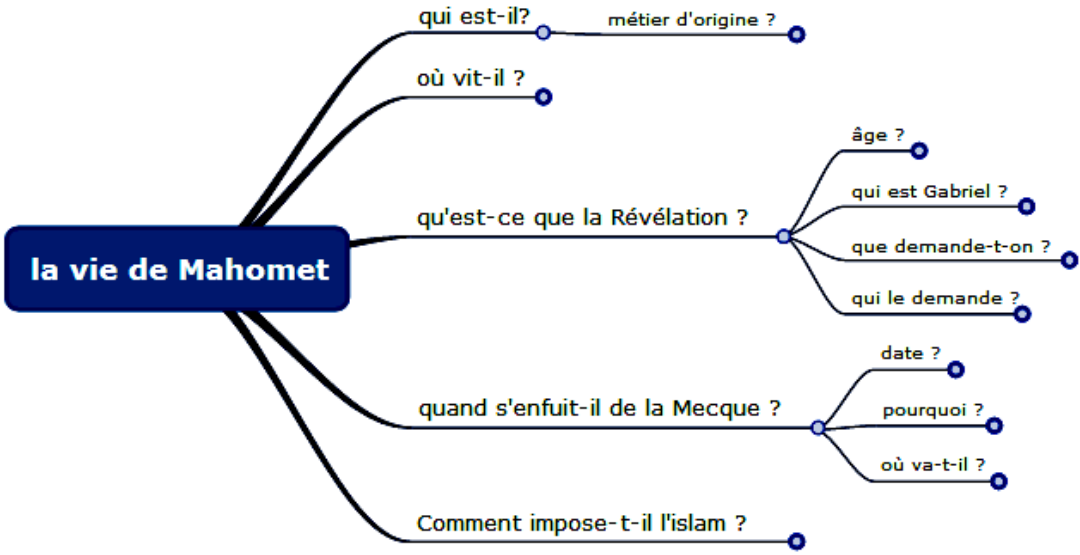 la vie de Mahomet
qui est-il?
métier d'origine ?
où vit-il ?
qu'est-ce que la Révélation ?
âge ?
qui est Gabriel ?
que demande-t-on ?
qui le demande ?
quand s'enfuit-il de la Mecque ?
date ?
pourquoi ?
où va-t-il ?
Comment impose-t-il l'islam ?